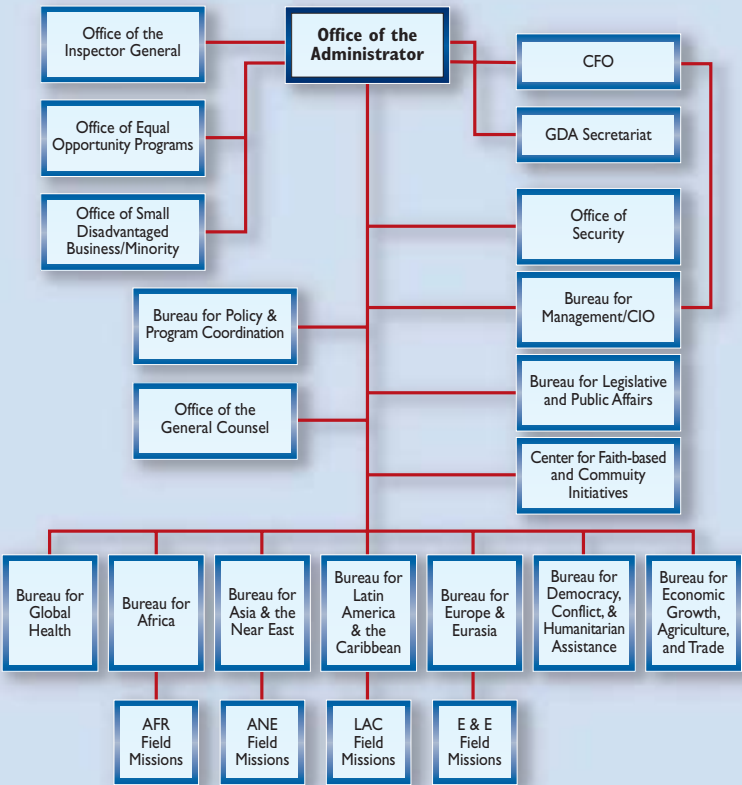 Office of the
Inspector General
Office of the
Administrator
CFO
Office of Equal
Opportunity Programs
GDA Secretariat
Office of Small
Disadvantaged
Business/Minority
Office of
Security
Bureau for Policy &
Program Coordination
Bureau for
Management/CIO
Office of the
General Counsel
Bureau for Legislative
and Public Affairs
Center for Faith-based
and Commuity
Initiatives
Bureau for
Global
Health
Bureau for
Africa
Bureau for
Asia & the
Near East
Bureau for
Latin
America
& the
Caribbean
Bureau for
Europe &
Eurasia
Bureau for
Democracy,
Conflict, &
Humanitarian
Assistance
Bureau for
Economic
Growth,
Agriculture,
and Trade
AFR
Field
Missions
ANE
Field
Missions
LAC
Field
Missions
E & E
Field
Missions